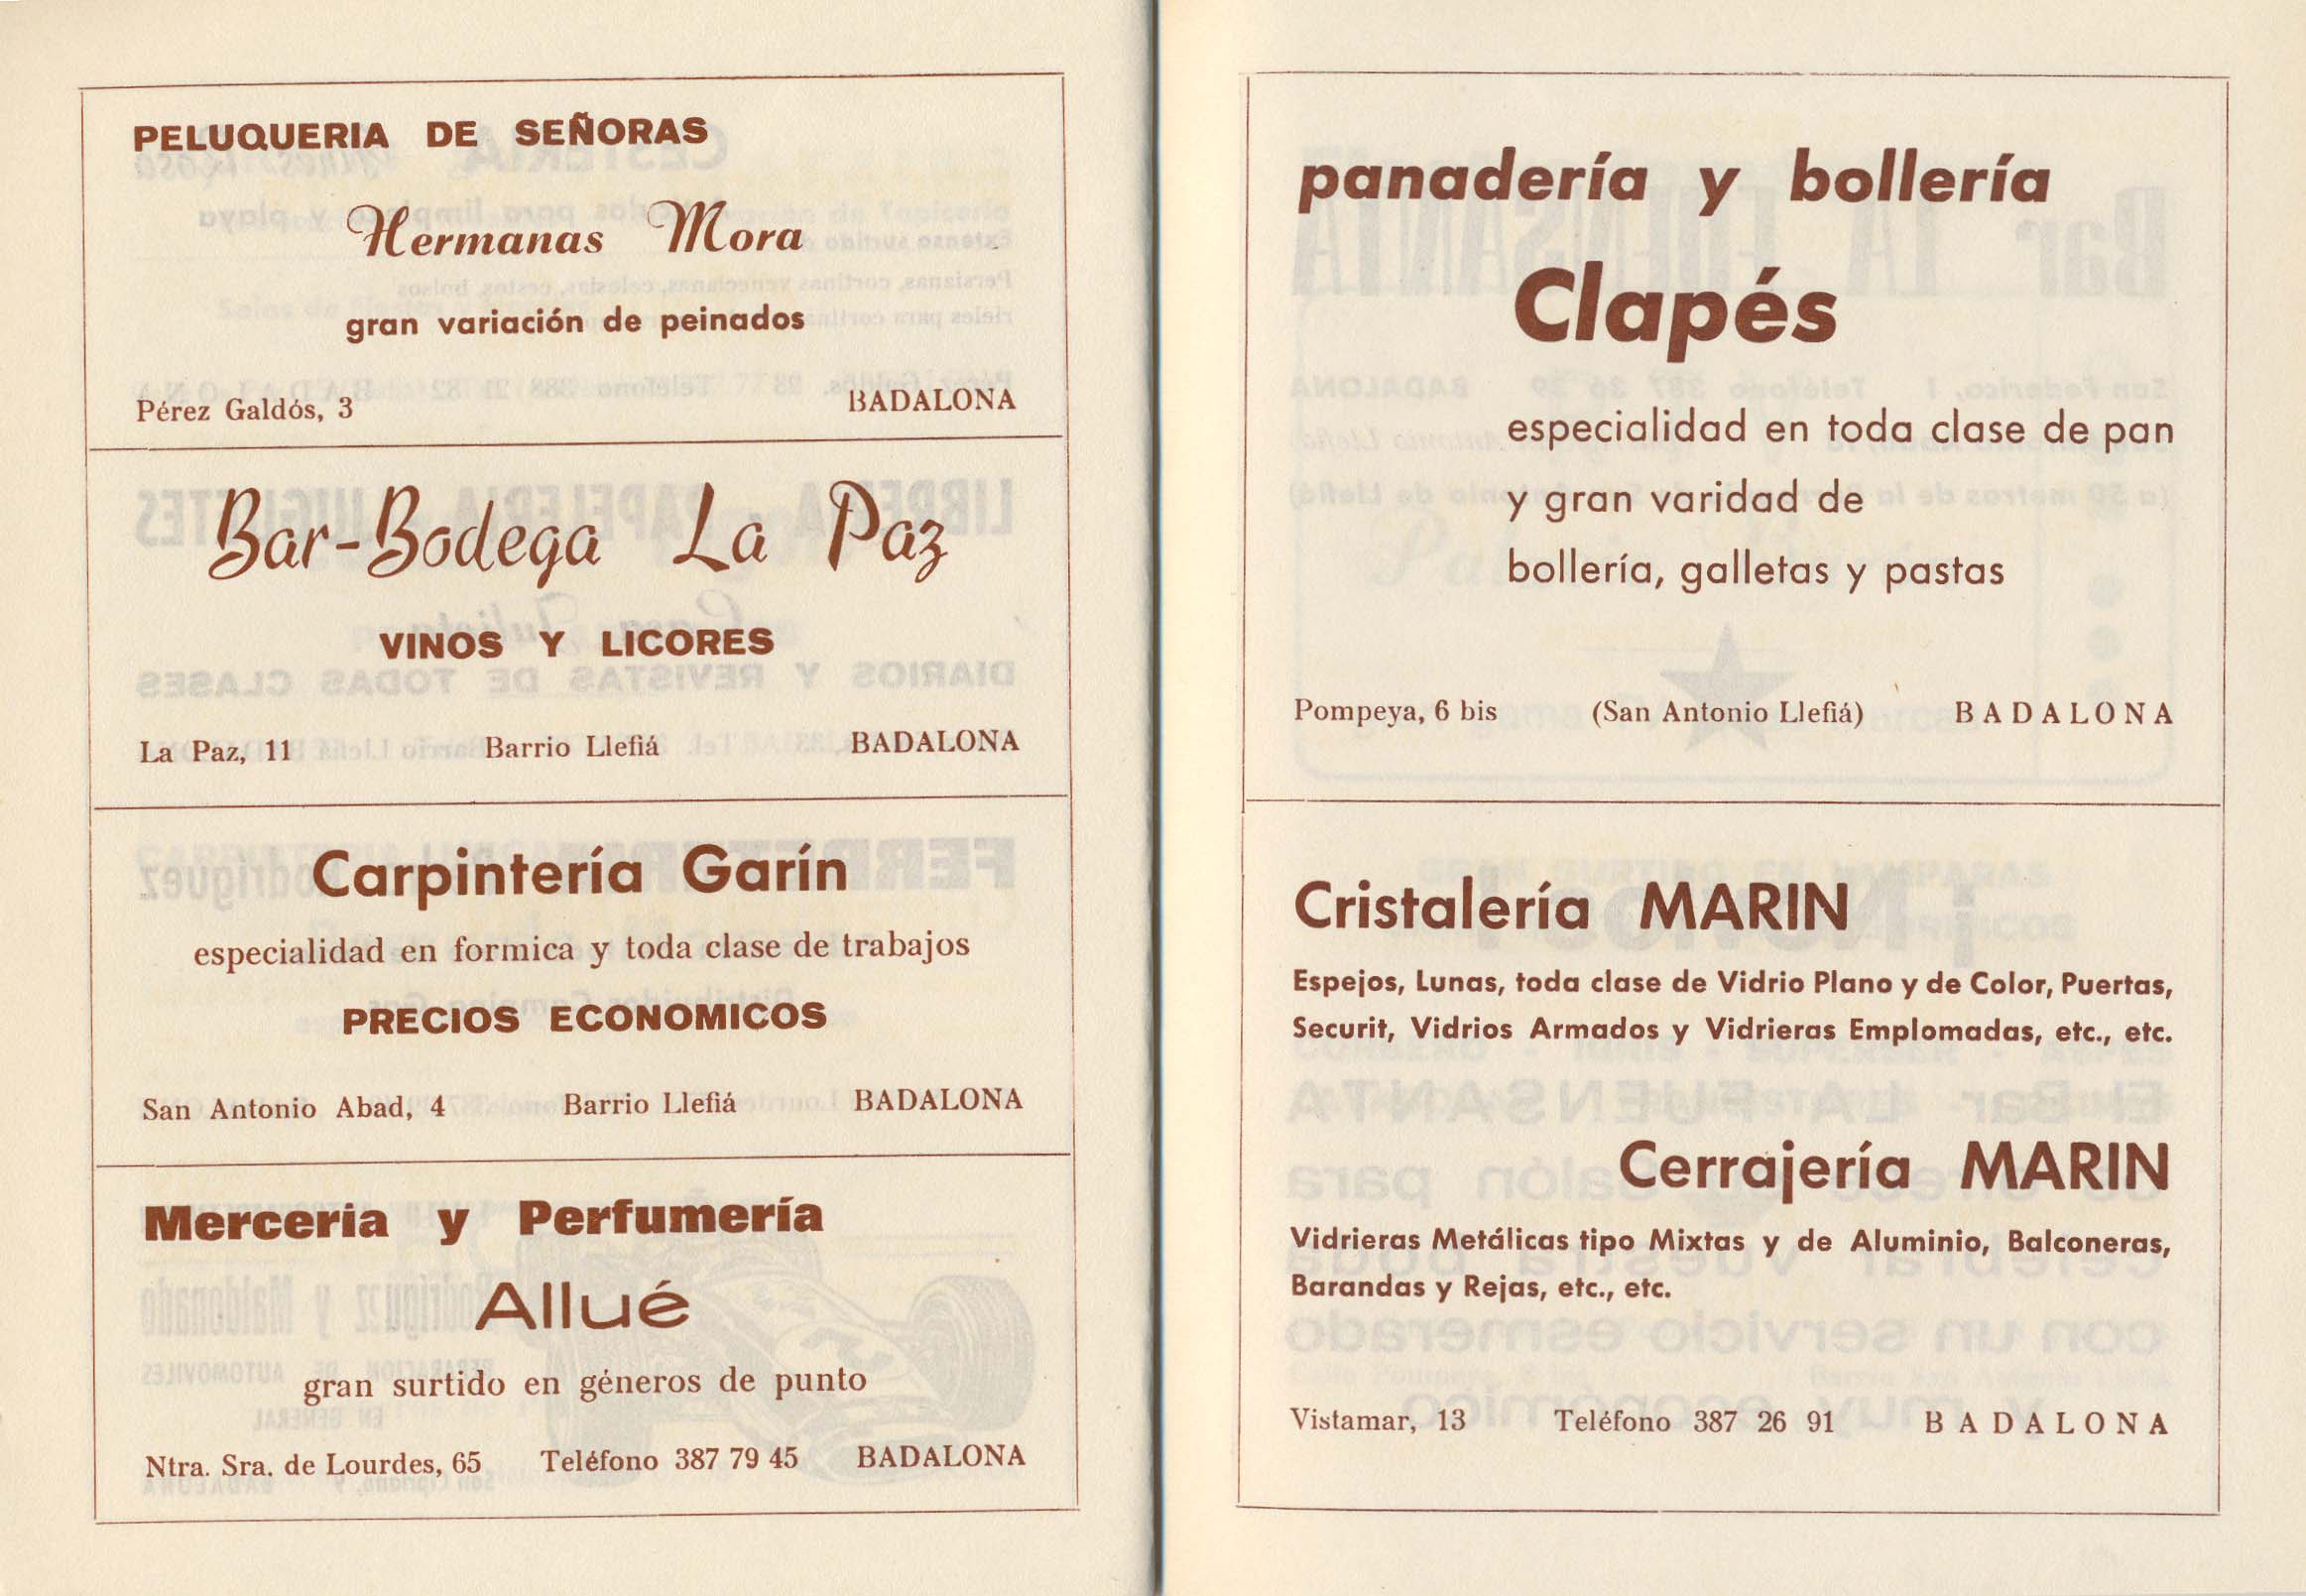 PELUQUERIA DE SEÑORAS
Hermanas Mora
gran variación de peinados
Pérez Galdós, 3 BADALONA
Bar-Bodega La Paz
VINOS Y LICORES
La Paz, 11 Barrio Llefiá BADALONA
Carpintería Garín
especialidad en formica y toda clase de trabajos
PRECIOS ECONOMICOS
San Antonio Abad, 4 Barrio Llefiá BADALONA
Merceria y Perfumería
Allué
gran surtido en géneros de punto
Ntra. Sra. de Lourdes, 65 Teléfono 387 79 45 BADALONA
panadería y bollería
Clapés
especialidad en toda clase de pan
y gran varidad de
bollería, galletas y pastas
Pompeya, 6 bis (San Antonio Llefiá) BADALONA
Cristalería MARIN
Espejos, Lunas, toda clase de Vidrio Plano y de Color, Puertas,
Securit, Vidrios Armados y Vidrieras Emplomadas, etc., etc.
Cerrajería MARIN
Vidrieras Metálicas tipo Mixtas y de Aluminio, Balconeras,
Barandas y Rejas, etc., etc.
Vistamar, 13 Teléfono 387 26 91 BADALONA